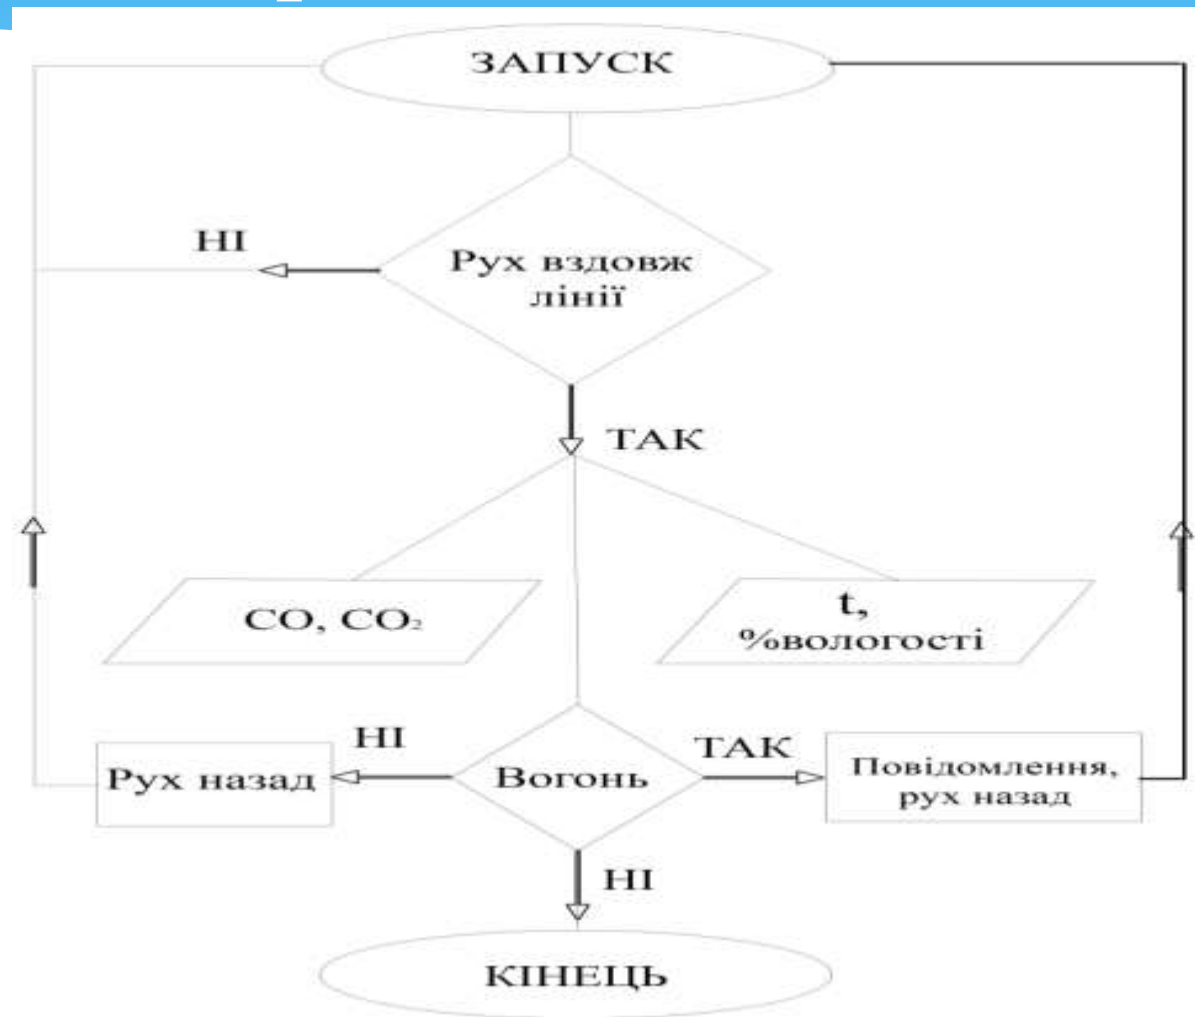 ЗАПУСК
НІ
Рух вздовж
лінії
ТАК
CO, CO₂
t,
%вологості
НІ
ТАК
Рух назад
Вогонь
Повідомлення,
рух назад
НІ
КІНЕЦЬ